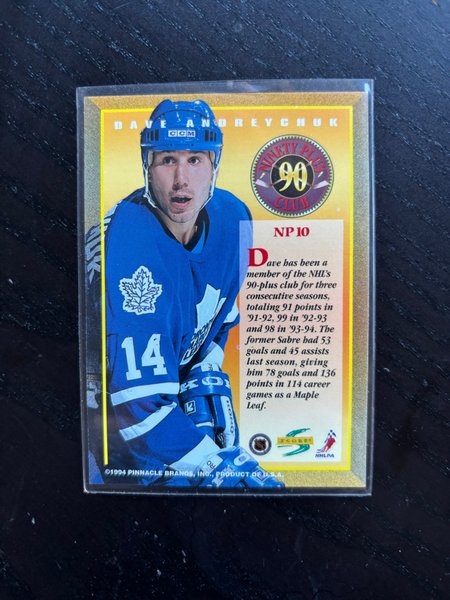 DAVE ANDREYCHUK
CCM
NINETY PLUS
90
CLUB
NP10
Dave has been a
member of the NHL's
90-plus club for three
consecutive seasons,
totaling 91 points in
'91-92, 99 in '92-93
and 98 in '93-94. The
former Sabre had 53
goals and 45 assists
last season, giving
him 78 goals and 136
points in 114 career
games as a Maple
Leaf.
14
SCORE
NHLPA
©1994 PINNACLE BRANDS, INC., PRODUCT OF U.S.A.